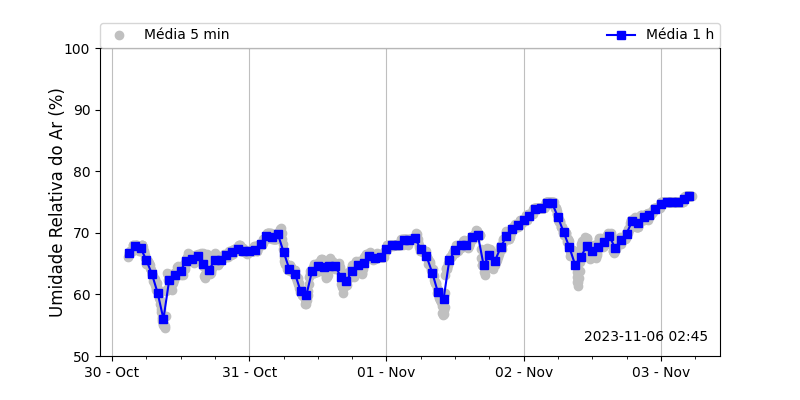 Média 5 min
Média 1 h
Umidade Relativa do Ar (%)
100
90
80
70
60
50
2023-11-06 02:45
30 - Oct
31 - Oct
01 - Nov
02 - Nov
03 - Nov